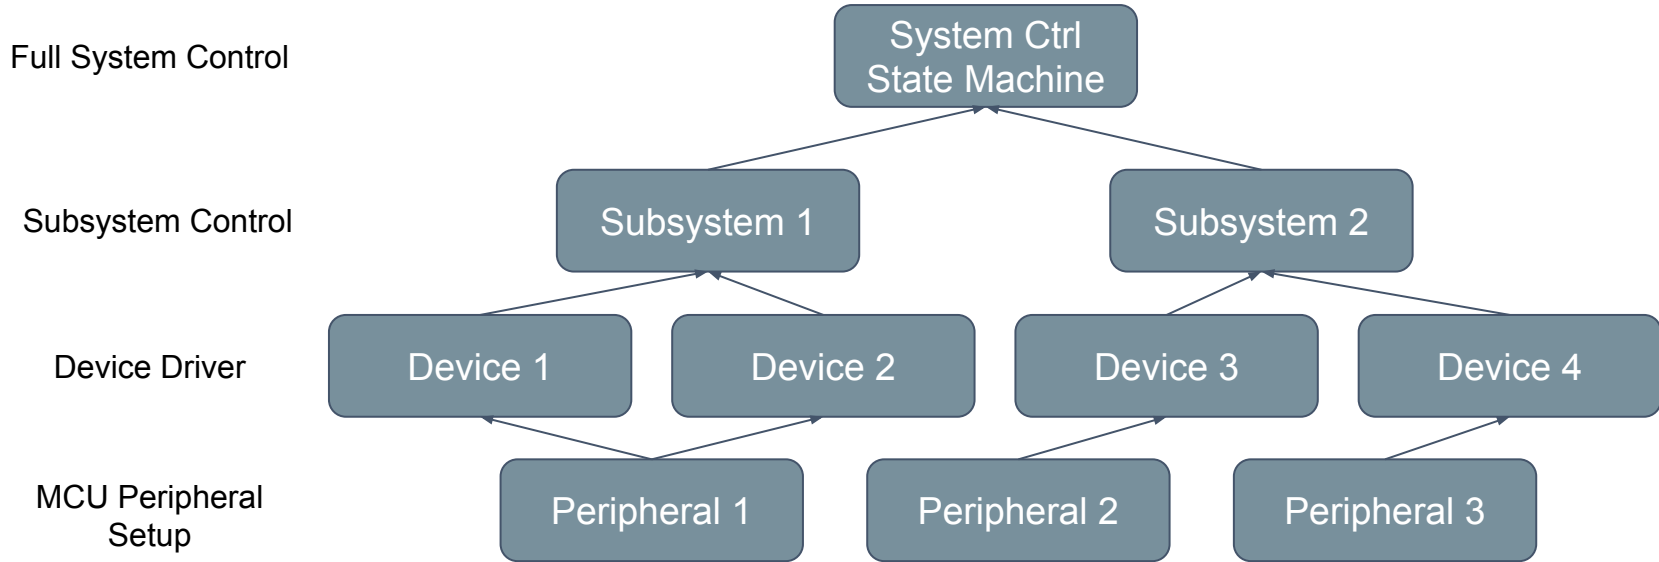 Full System Control
System Ctrl
State Machine
Subsystem Control
Subsystem 1
Subsystem 2
Device Driver
Device 1
Device 2
Device 3
Device 4
MCU Peripheral
Setup
Peripheral 1
Peripheral 2
Peripheral 3